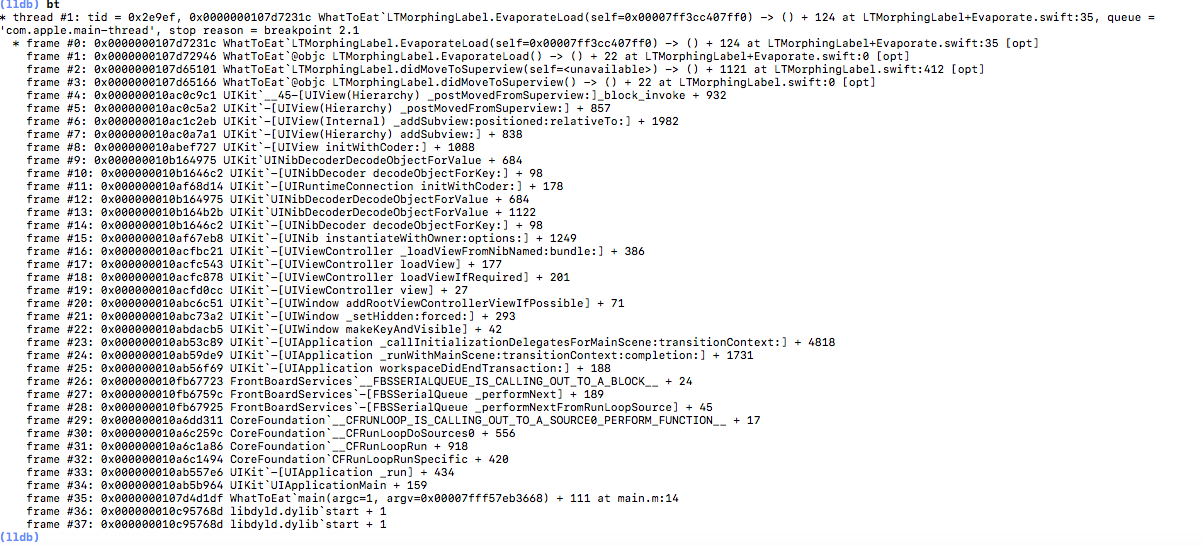 (lldb) bt
* thread #1: tid = 0x2e9ef, 0x0000000107d7231c WhatToEat`LTMorphingLabel.EvaporateLoad(self=0x00007ff3cc407ff0) -> () + 124 at LTMorphingLabel+Evaporate.swift:35, queue =
'com.apple.main-thread', stop reason = breakpoint 2.1
* frame #0: 0x0000000107d7231c WhatToEat`LTMorphingLabel.EvaporateLoad(self=0x00007ff3cc407ff0) -> () + 124 at LTMorphingLabel+Evaporate.swift:35 [opt]
frame #1: 0x0000000107d72946 WhatToEat`@objc LTMorphingLabel.EvaporateLoad() -> () + 22 at LTMorphingLabel+Evaporate.swift:0 [opt]
frame #2: 0x0000000107d65101 WhatToEat`LTMorphingLabel.didMoveToSuperview(self=<unavailable>) -> () + 1121 at LTMorphingLabel.swift:412 [opt]
frame #3: 0x0000000107d65166 WhatToEat`@objc LTMorphingLabel.didMoveToSuperview() -> () + 22 at LTMorphingLabel.swift:0 [opt]
frame #4: 0x000000010ac0c9c1 UIKit`__45-[UIView(Hierarchy) _postMovedFromSuperview:]_block_invoke + 932
frame #5: 0x000000010ac0c5a2 UIKit`-[UIView(Hierarchy) _postMovedFromSuperview:] + 857
frame #6: 0x000000010ac1c2eb UIKit`-[UIView(Internal) _addSubview:positioned:relativeTo:] + 1982
frame #7: 0x000000010ac0a7a1 UIKit`-[UIView(Hierarchy) addSubview:] + 838
frame #8: 0x000000010abef727 UIKit`-[UIView initWithCoder:] + 1088
frame #9: 0x000000010b164975 UIKit`UINibDecoderDecodeObjectForValue + 684
frame #10: 0x000000010b1646c2 UIKit`-[UINibDecoder decodeObjectForKey:] + 98
frame #11: 0x000000010af68d14 UIKit`-[UIRuntimeConnection initWithCoder:] + 178
frame #12: 0x000000010b164975 UIKit`UINibDecoderDecodeObjectForValue + 684
frame #13: 0x000000010b164b2b UIKit`UINibDecoderDecodeObjectForValue + 1122
frame #14: 0x000000010b1646c2 UIKit`-[UINibDecoder decodeObjectForKey:] + 98
frame #15: 0x000000010af67eb8 UIKit`-[UINib instantiateWithOwner:options:] + 1249
frame #16: 0x000000010acfbc21 UIKit`-[UIViewController _loadViewFromNibNamed:bundle:] + 386
frame #17: 0x000000010acfc543 UIKit`-[UIViewController loadView] + 177
frame #18: 0x000000010acfc878 UIKit`-[UIViewController loadViewIfRequired] + 201
frame #19: 0x000000010acfd0cc UIKit`-[UIViewController view] + 27
frame #20: 0x000000010abc6c51 UIKit`-[UIWindow addRootViewControllerViewIfPossible] + 71
frame #21: 0x000000010abc73a2 UIKit`-[UIWindow _setHidden:forced:] + 293
frame #22: 0x000000010abdacb5 UIKit`-[UIWindow makeKeyAndVisible] + 42
frame #23: 0x000000010ab53c89 UIKit`-[UIApplication _callInitializationDelegatesForMainScene:transitionContext:] + 4818
frame #24: 0x000000010ab59de9 UIKit`-[UIApplication _runWithMainScene:transitionContext:completion:] + 1731
frame #25: 0x000000010ab56f69 UIKit`-[UIApplication workspaceDidEndTransaction:] + 188
frame #26: 0x000000010fb67723 FrontBoardServices`__FBSSERIALQUEUE_IS_CALLING_OUT_TO_A_BLOCK__ + 24
frame #27: 0x000000010fb6759c FrontBoardServices`-[FBSSerialQueue _performNext] + 189
frame #28: 0x000000010fb67925 FrontBoardServices`-[FBSSerialQueue _performNextFromRunLoopSource] + 45
frame #29: 0x000000010a6dd311 CoreFoundation`__CFRUNLOOP_IS_CALLING_OUT_TO_A_SOURCE0_PERFORM_FUNCTION__ + 17
frame #30: 0x000000010a6c259c CoreFoundation`__CFRunLoopDoSources0 + 556
frame #31: 0x000000010a6c1a86 CoreFoundation`__CFRunLoopRun + 918
frame #32: 0x000000010a6c1494 CoreFoundation`CFRunLoopRunSpecific + 420
frame #33: 0x000000010ab557e6 UIKit`-[UIApplication _run] + 434
frame #34: 0x000000010ab5b964 UIKit`UIApplicationMain + 159
frame #35: 0x0000000107d4d1df WhatToEat`main(argc=1, argv=0x00007fff57eb3668) + 111 at main.m:14
frame #36: 0x000000010c95768d libdyld.dylib`start + 1
frame #37: 0x000000010c95768d libdyld.dylib`start + 1
(lldb)